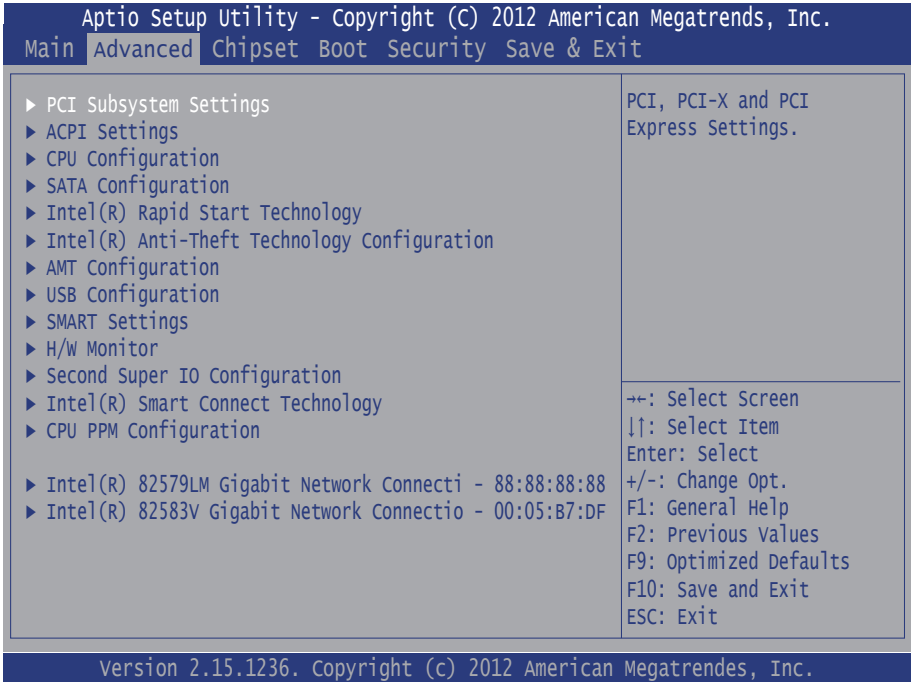 Aptio Setup Utility - Copyright (C) 2012 American Megatrends, Inc.
Main Advanced Chipset Boot Security Save & Exit
▶ PCI Subsystem Settings
▶ ACPI Settings
▶ CPU Configuration
▶ SATA Configuration
▶ Intel(R) Rapid Start Technology
▶ Intel(R) Anti-Theft Technology Configuration
▶ AMT Configuration
▶ USB Configuration
▶ SMART Settings
▶ H/W Monitor
▶ Second Super IO Configuration
▶ Intel(R) Smart Connect Technology
▶ CPU PPM Configuration
▶ Intel(R) 82579LM Gigabit Network Connecti - 88:88:88:88
▶ Intel(R) 82583V Gigabit Network Connectio - 00:05:B7:DF
PCI, PCI-X and PCI
Express Settings.
→←: Select Screen
↓↑: Select Item
Enter: Select
+/-: Change Opt.
F1: General Help
F2: Previous Values
F9: Optimized Defaults
F10: Save and Exit
ESC: Exit
Version 2.15.1236. Copyright (c) 2012 American Megatrendes, Inc.